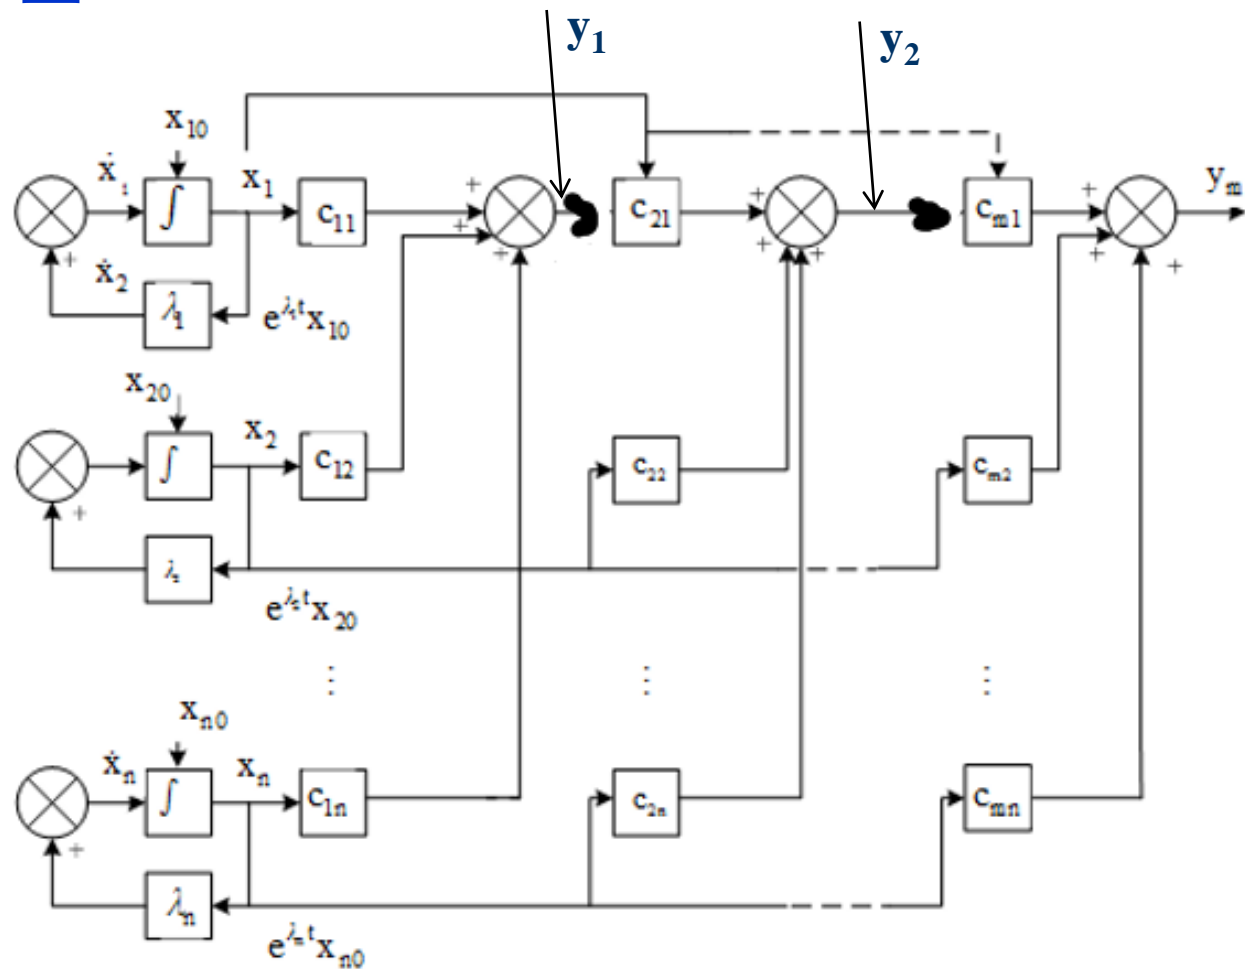 y₁ y₂
x₁₀
ẋ₁ ∫ x₁ c₁₁ + + + c₂₁ + + + cₘ₁ + + + yₘ
+ ẋ₂ λ₁ e^{λ₁t}x₁₀
x₂₀
∫ x₂ c₁₂ c₂₂ cₘ₂
+ λ₂ e^{λ₂t}x₂₀
⋮ ⋮ ⋮
xₙ₀
ẋₙ ∫ xₙ c₁ₙ c₂ₙ cₘₙ
+ λₙ e^{λₙt}xₙ₀